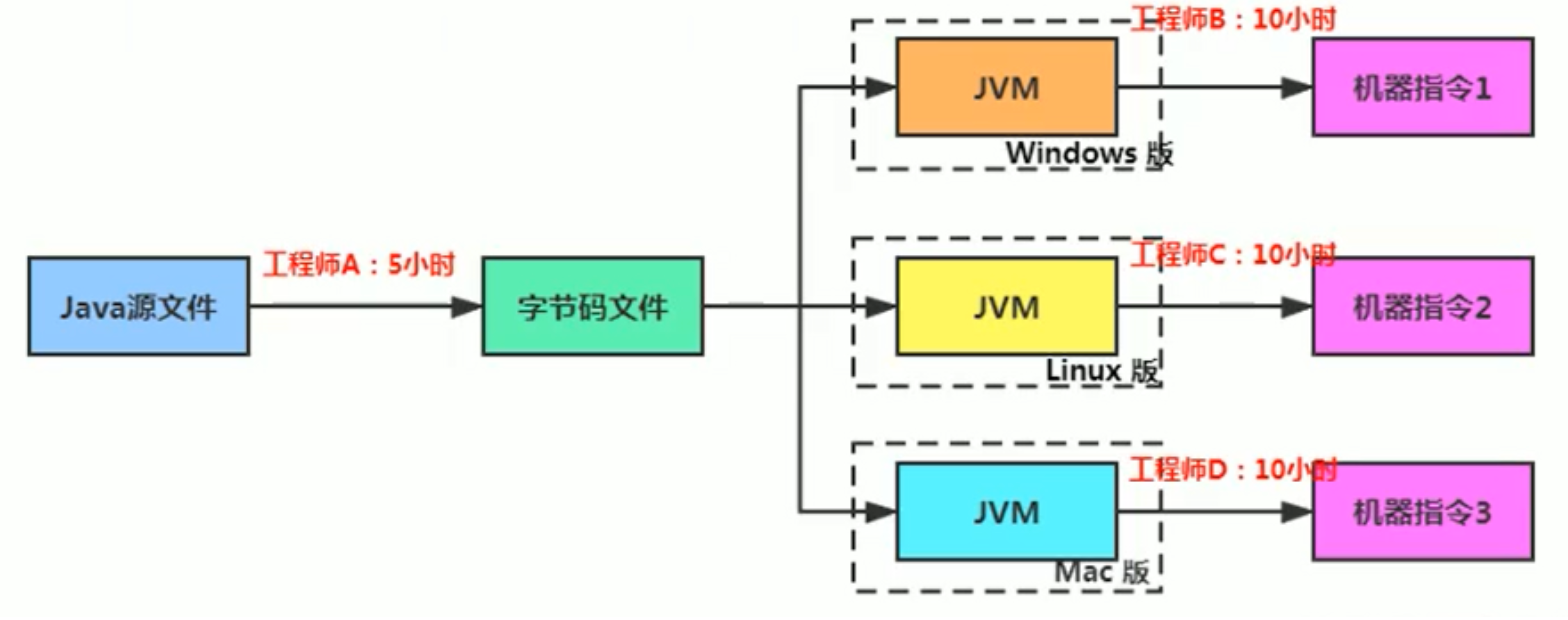 工程师B：10小时
JVM
机器指令1
Windows 版
工程师A：5小时
Java源文件
字节码文件
工程师C：10小时
JVM
机器指令2
Linux 版
工程师D：10小时
JVM
机器指令3
Mac 版